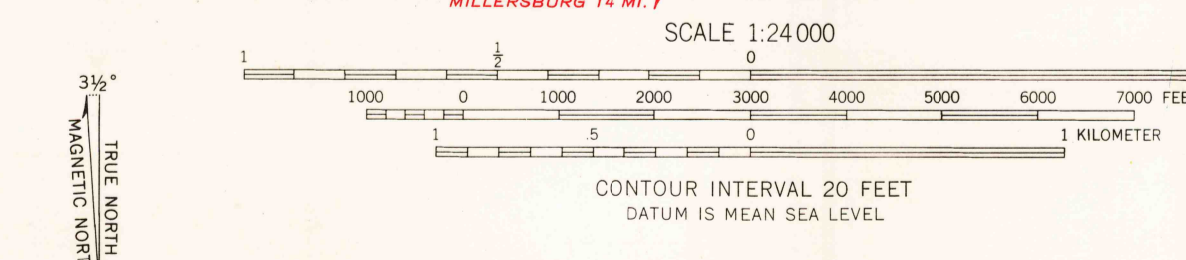 MILLERSBURG 14 MI.
SCALE 1:24 000
1 ½ 0
3½°
1000 0 1000 2000 3000 4000 5000 6000 7000
1 .5 0 1 KILOMETER
TRUE NORTH
MAGNETIC
CONTOUR INTERVAL 20 FEET
DATUM IS MEAN SEA LEVEL